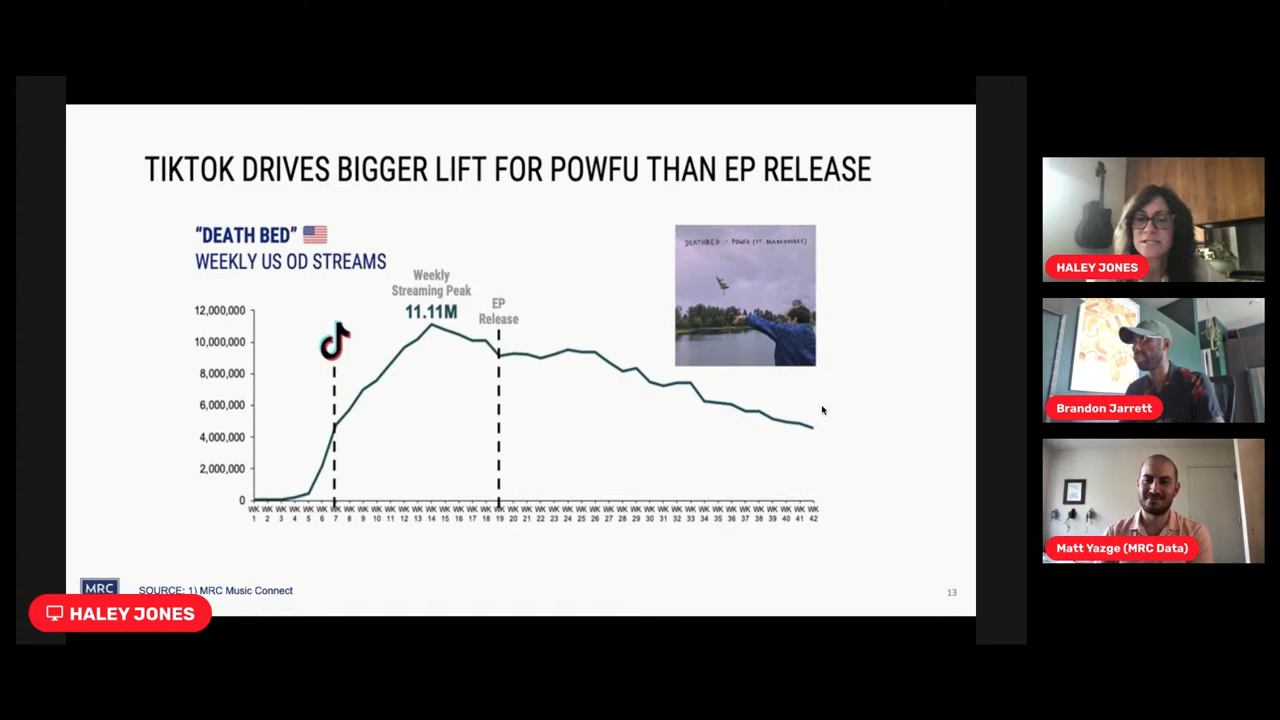 TIKTOK DRIVES BIGGER LIFT FOR POWFU THAN EP RELEASE
“DEATH BED”
WEEKLY US OD STREAMS
Weekly
Streaming Peak
11.11M
EP
Release
DEATHBED - POWFU (FT. BEABADOOBEE)
12,000,000
10,000,000
8,000,000
6,000,000
4,000,000
2,000,000
0
WK WK WK WK WK WK WK WK WK WK WK WK WK WK WK WK WK WK WK WK WK WK WK WK WK WK WK WK WK WK WK WK WK WK WK WK WK WK WK WK WK WK
1 2 3 4 5 6 7 8 9 10 11 12 13 14 15 16 17 18 19 20 21 22 23 24 25 26 27 28 29 30 31 32 33 34 35 36 37 38 39 40 41 42
MRC
SOURCE: 1) MRC Music Connect
13
HALEY JONES
HALEY JONES
Brandon Jarrett
Matt Yazge (MRC Data)